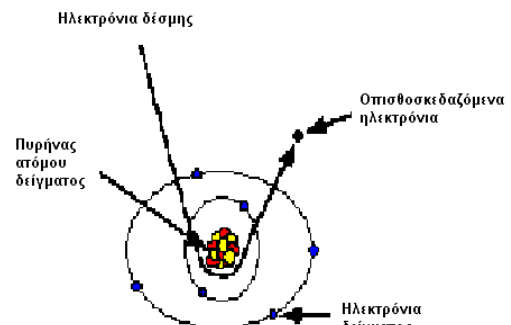 Ηλεκτρόνια δέσμης
Οπισθοσκεδαζόμενα
ηλεκτρόνια
Πυρήνας
ατόμου
δείγματος
Ηλεκτρόνια